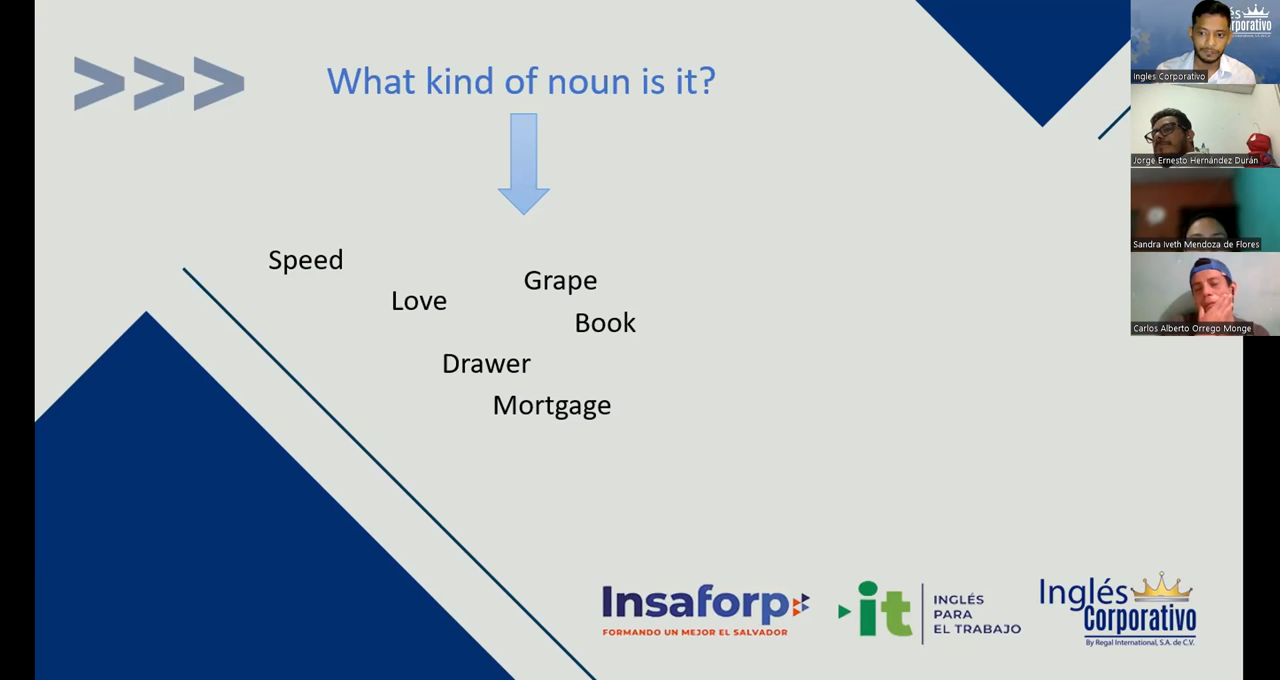 >>>
What kind of noun is it?
Speed
Love
Grape
Book
Drawer
Mortgage
Insaforp
FORMANDO UN MEJOR EL SALVADOR
it
INGLÉS
PARA
EL TRABAJO
Inglés
Corporativo
By Regal International, S.A. de C.V.
és
rporativo
Ingles Corporativo
Jorge Ernesto Hernández Durán
Sandra Iveth Mendoza de Flores
Carlos Alberto Orrego Monge